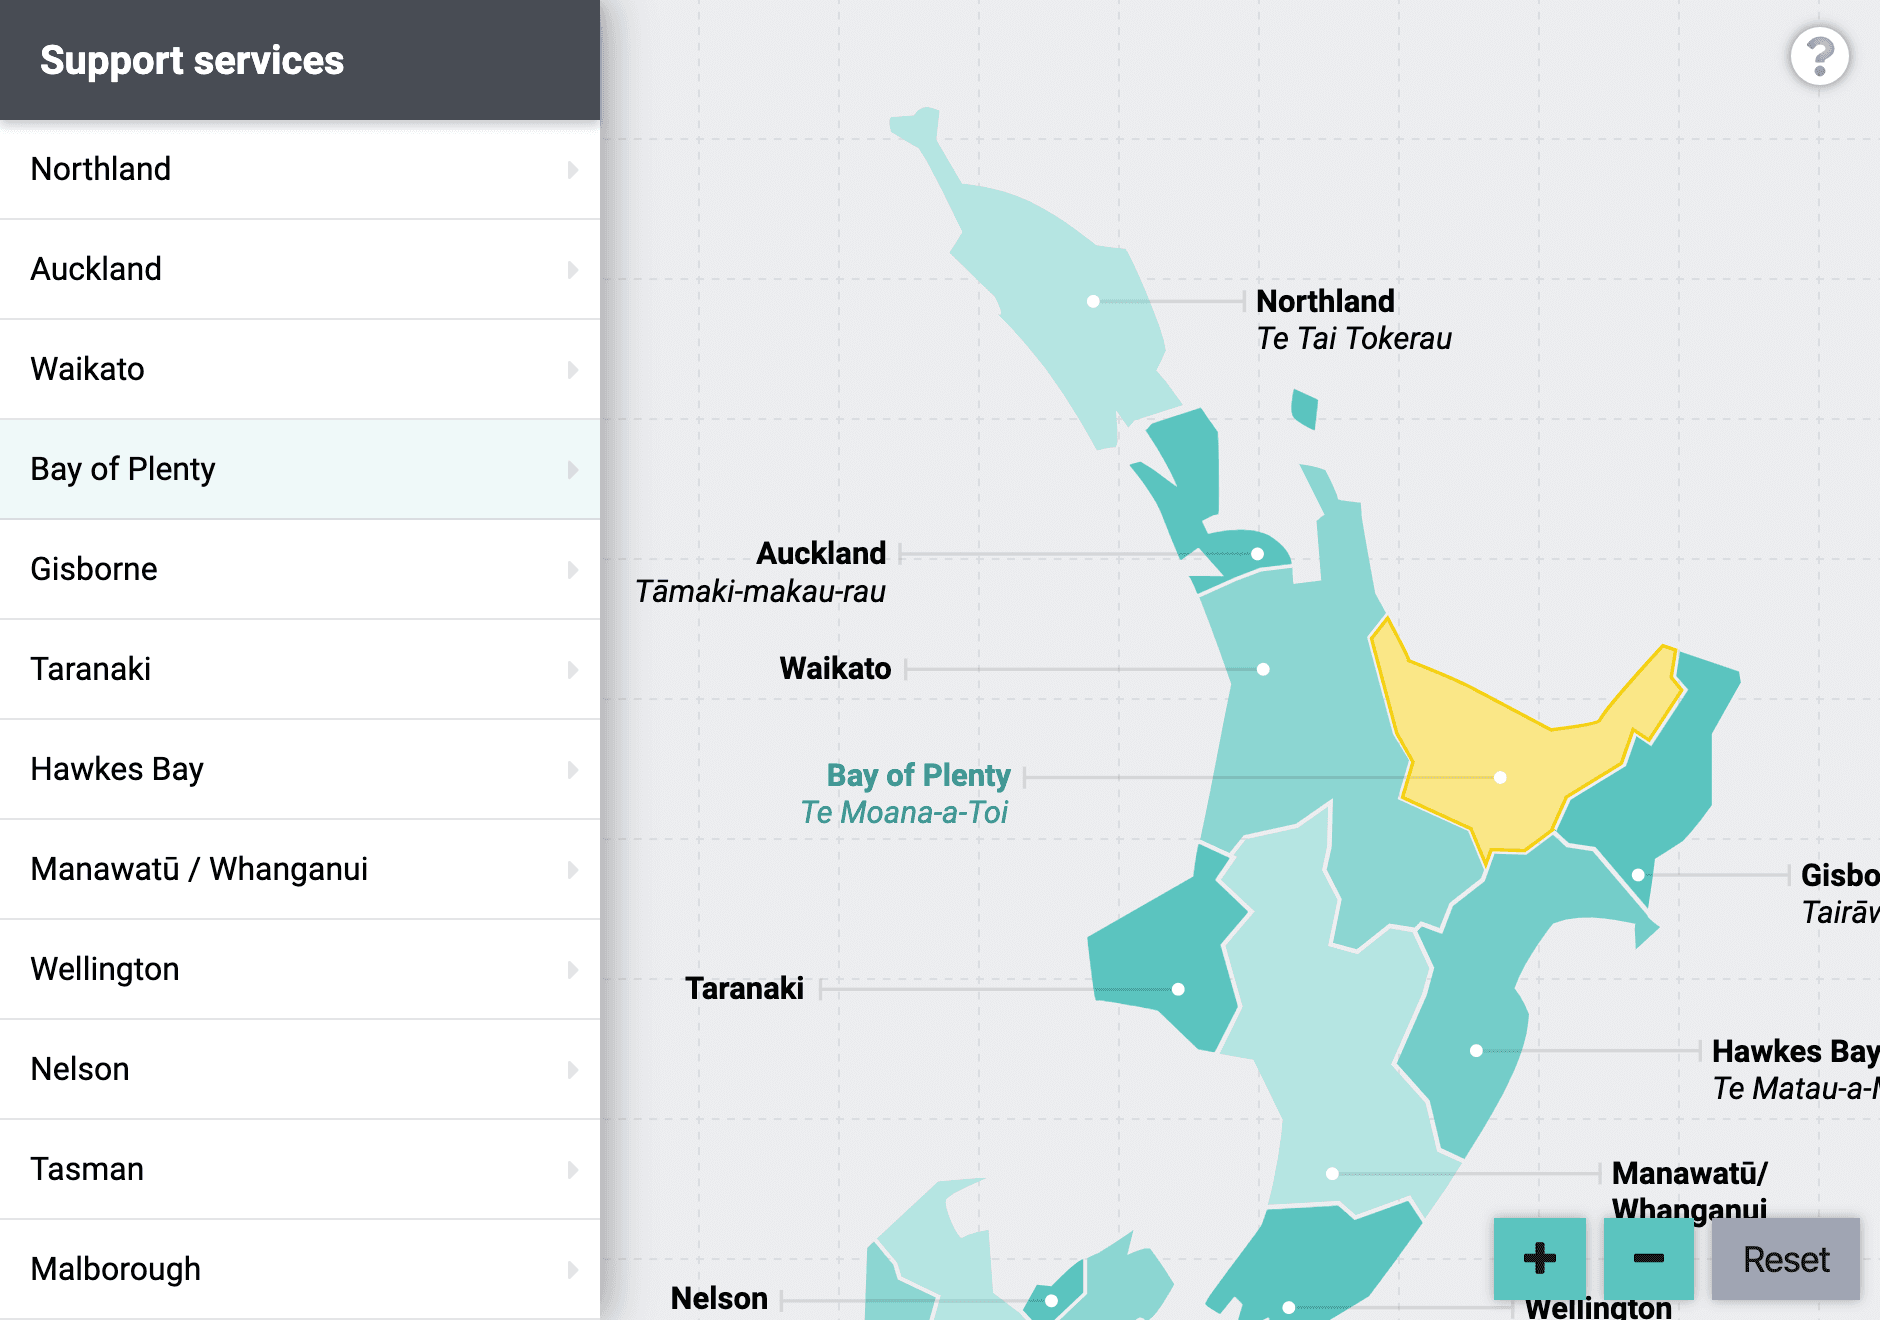 Support services
Northland
Auckland
Waikato
Bay of Plenty
Gisborne
Taranaki
Hawkes Bay
Manawatū / Whanganui
Wellington
Nelson
Tasman
Malborough
?
Northland
Te Tai Tokerau
Auckland
Tāmaki-makau-rau
Waikato
Bay of Plenty
Te Moana-a-Toi
Gisbo
Tairāw
Taranaki
Hawkes Bay
Te Matau-a-M
Manawatū/
Whanganui
+
−
Reset
Nelson
Wellington